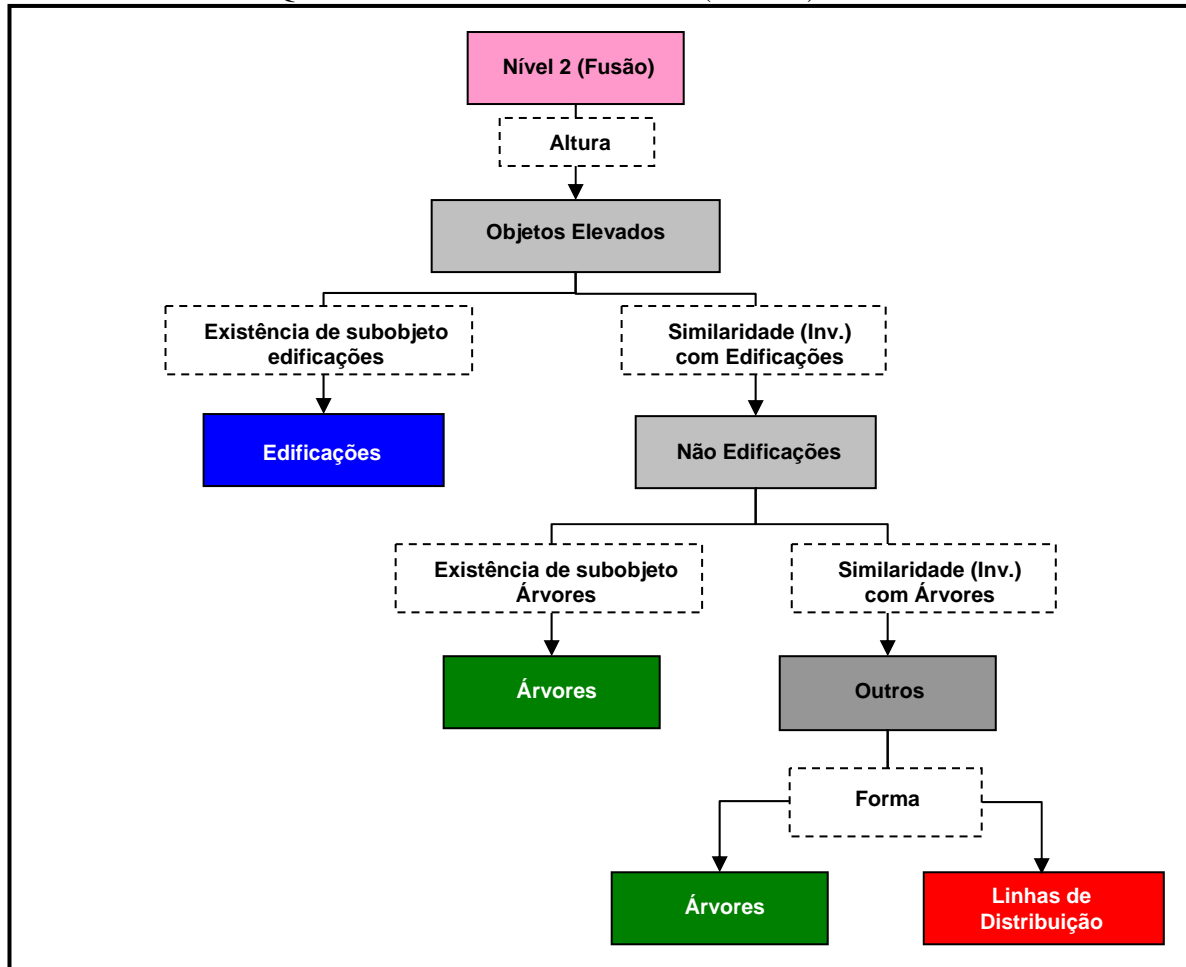 Nível 2 (Fusão)
Altura
Objetos Elevados
Existência de subobjeto
edificações
Similaridade (Inv.)
com Edificações
Edificações
Não Edificações
Existência de subobjeto
Árvores
Similaridade (Inv.)
com Árvores
Árvores
Outros
Forma
Árvores
Linhas de
Distribuição